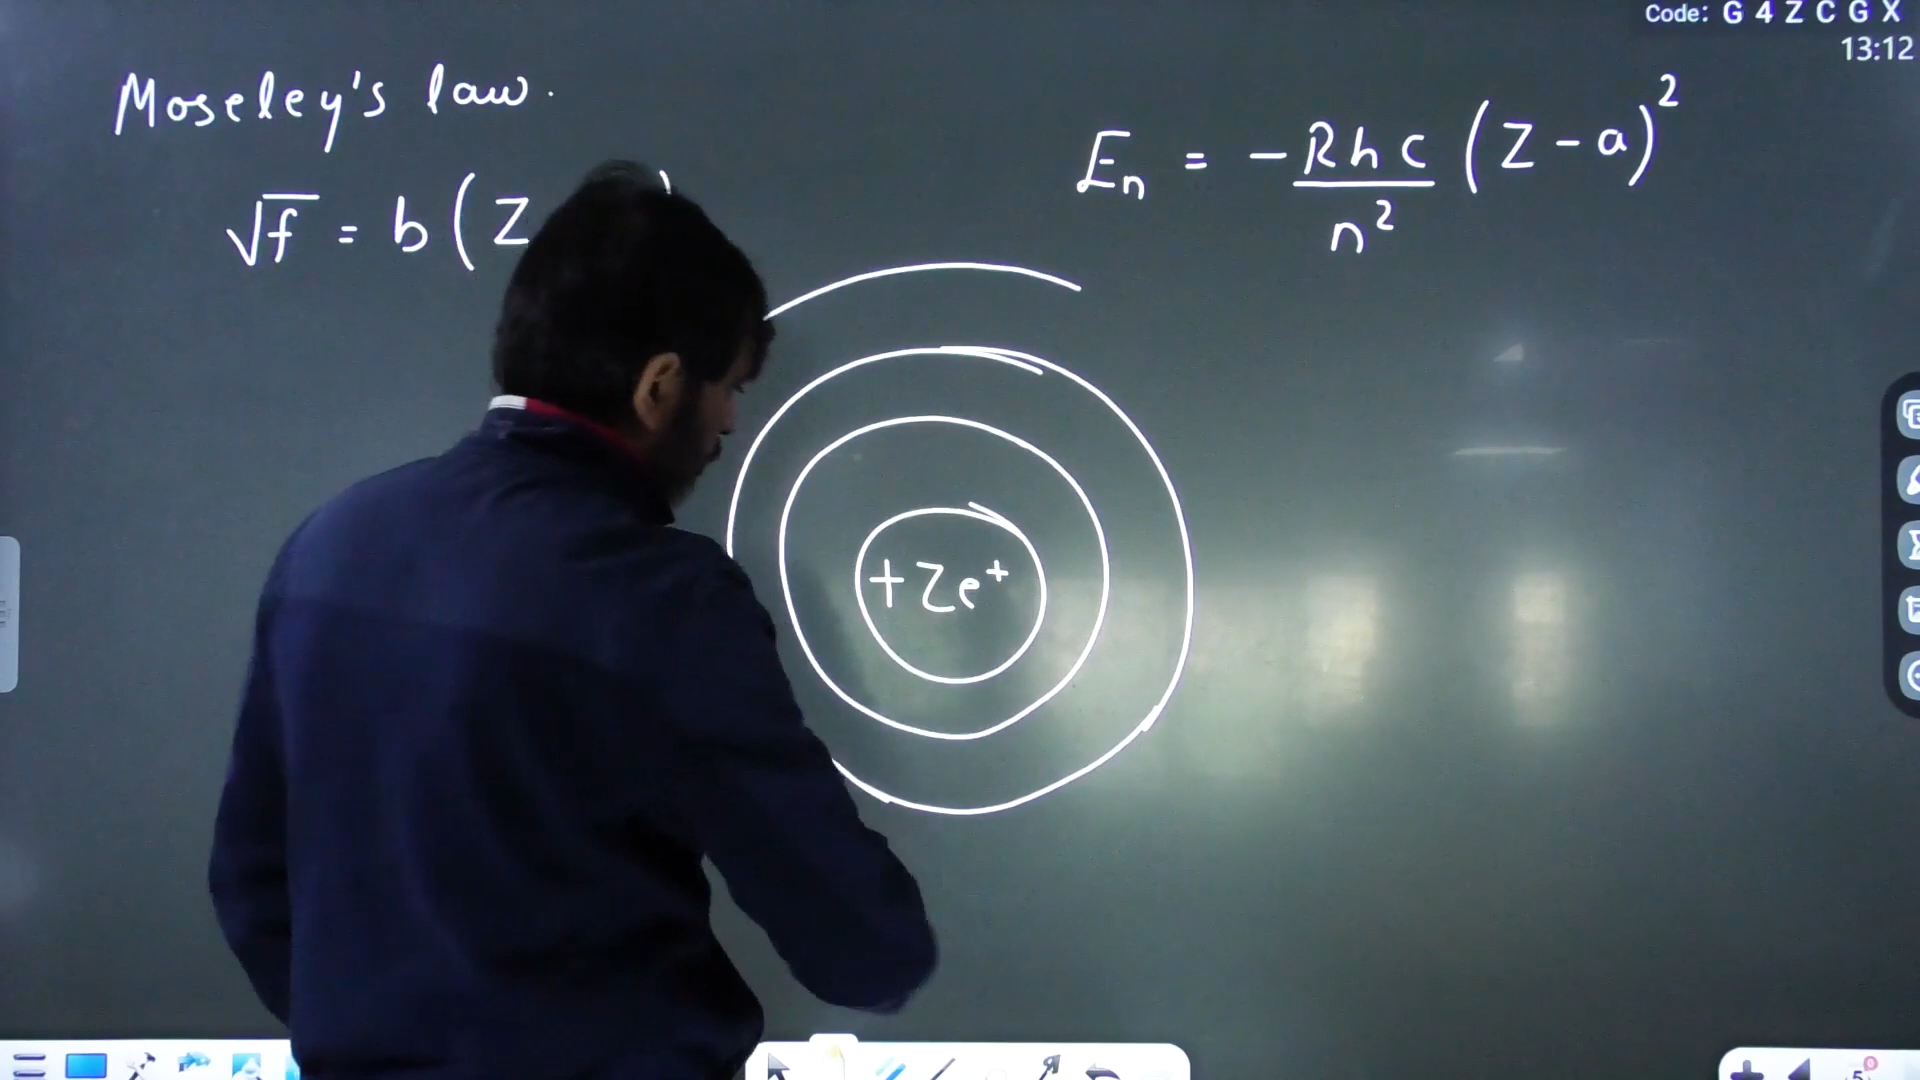 Code: G 4 Z C G X
13:12
Moseley's law.
√f = b ( Z )
En = - Rhc / n² ( Z - a )²
+ Ze⁺